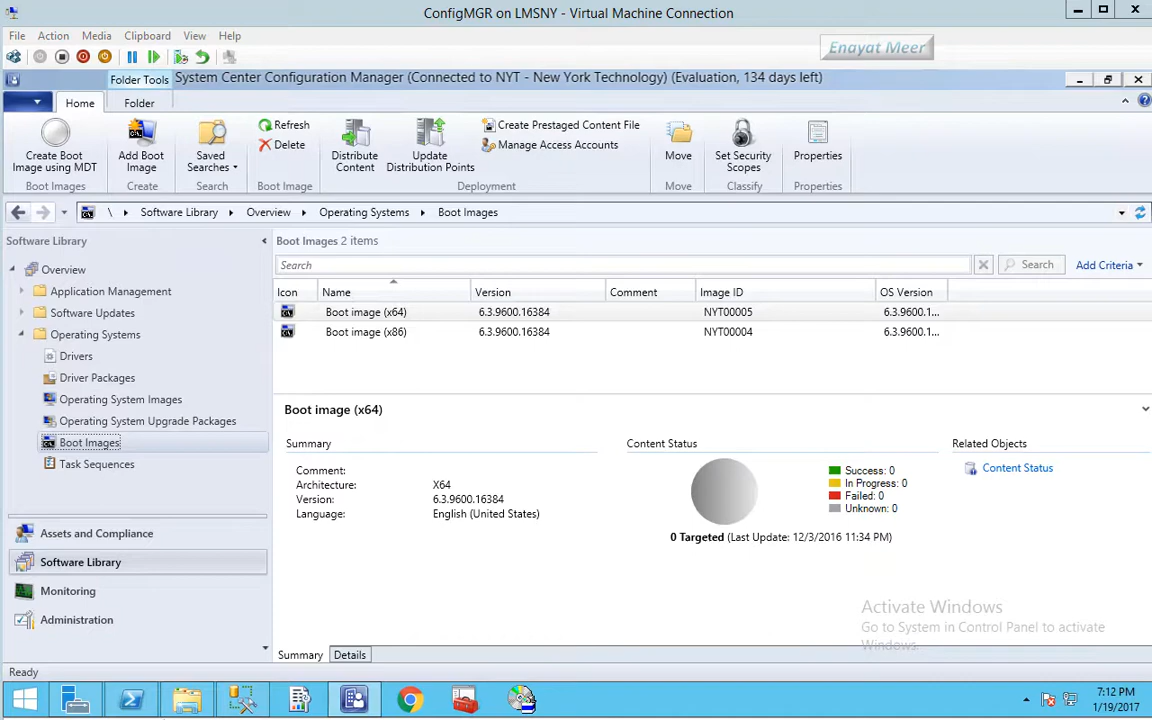 ConfigMGR on LMSNY - Virtual Machine Connection
File Action Media Clipboard View Help
Enayat Meer
Folder Tools System Center Configuration Manager (Connected to NYT - New York Technology) (Evaluation, 134 days left)
Home Folder
Create Boot Image using MDT
Boot Images
Add Boot Image
Create
Saved Searches
Search
Refresh
Delete
Boot Image
Distribute Content
Update Distribution Points
Create Prestaged Content File
Manage Access Accounts
Deployment
Move
Move
Set Security Scopes
Classify
Properties
Properties
\ Software Library Overview Operating Systems Boot Images
Software Library
Overview
Application Management
Software Updates
Operating Systems
Drivers
Driver Packages
Operating System Images
Operating System Upgrade Packages
Boot Images
Task Sequences
Assets and Compliance
Software Library
Monitoring
Administration
Boot Images 2 items
Search
Search
Add Criteria
Icon Name Version Comment Image ID OS Version
Boot image (x64) 6.3.9600.16384 NYT00005 6.3.9600.1...
Boot image (x86) 6.3.9600.16384 NYT00004 6.3.9600.1...
Boot image (x64)
Summary
Comment:
Architecture: X64
Version: 6.3.9600.16384
Language: English (United States)
Content Status
Success: 0
In Progress: 0
Failed: 0
Unknown: 0
0 Targeted (Last Update: 12/3/2016 11:34 PM)
Related Objects
Content Status
Activate Windows
Go to System in Control Panel to activate
Windows.
Summary Details
Ready
7:12 PM
1/19/2017